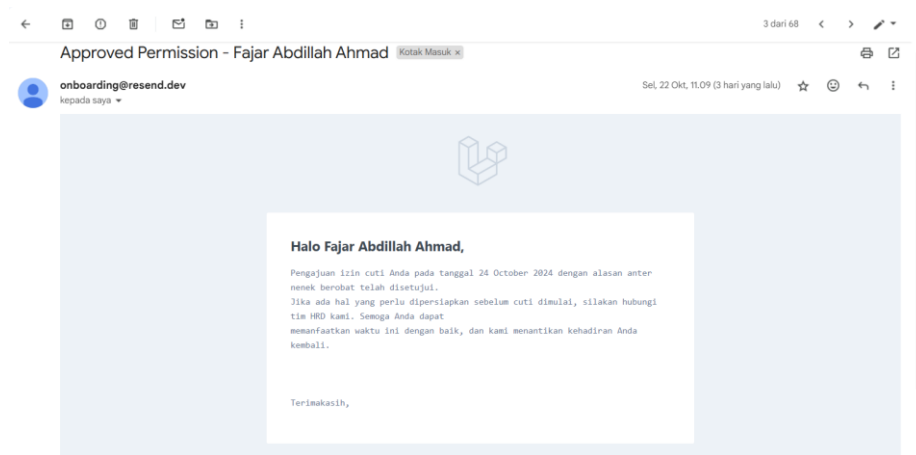 3 dari 68
Approved Permission - Fajar Abdillah Ahmad Kotak Masuk ×
onboarding@resend.dev
Sel, 22 Okt, 11.09 (3 hari yang lalu)
kepada saya
Halo Fajar Abdillah Ahmad,
Pengajuan izin cuti Anda pada tanggal 24 October 2024 dengan alasan anter
nenek berobat telah disetujui.
Jika ada hal yang perlu dipersiapkan sebelum cuti dimulai, silakan hubungi
tim HRD kami. Semoga Anda dapat
memanfaatkan waktu ini dengan baik, dan kami menantikan kehadiran Anda
kembali.
Terimakasih,